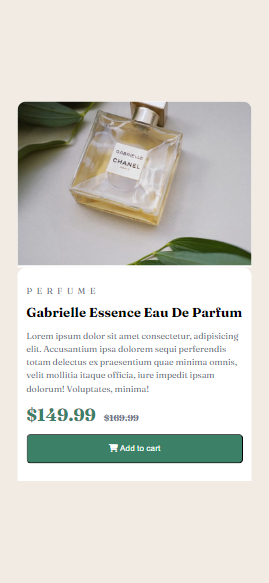 GABRIELLE
CHANEL
PERFUME
Gabrielle Essence Eau De Parfum
Lorem ipsum dolor sit amet consectetur, adipisicing
elit. Accusantium ipsa dolorem sequi perferendis
totam delectus ex praesentium quae minima omnis,
velit mollitia itaque officia, iure impedit ipsam
dolorum! Voluptates, minima!
$149.99 $169.99
Add to cart